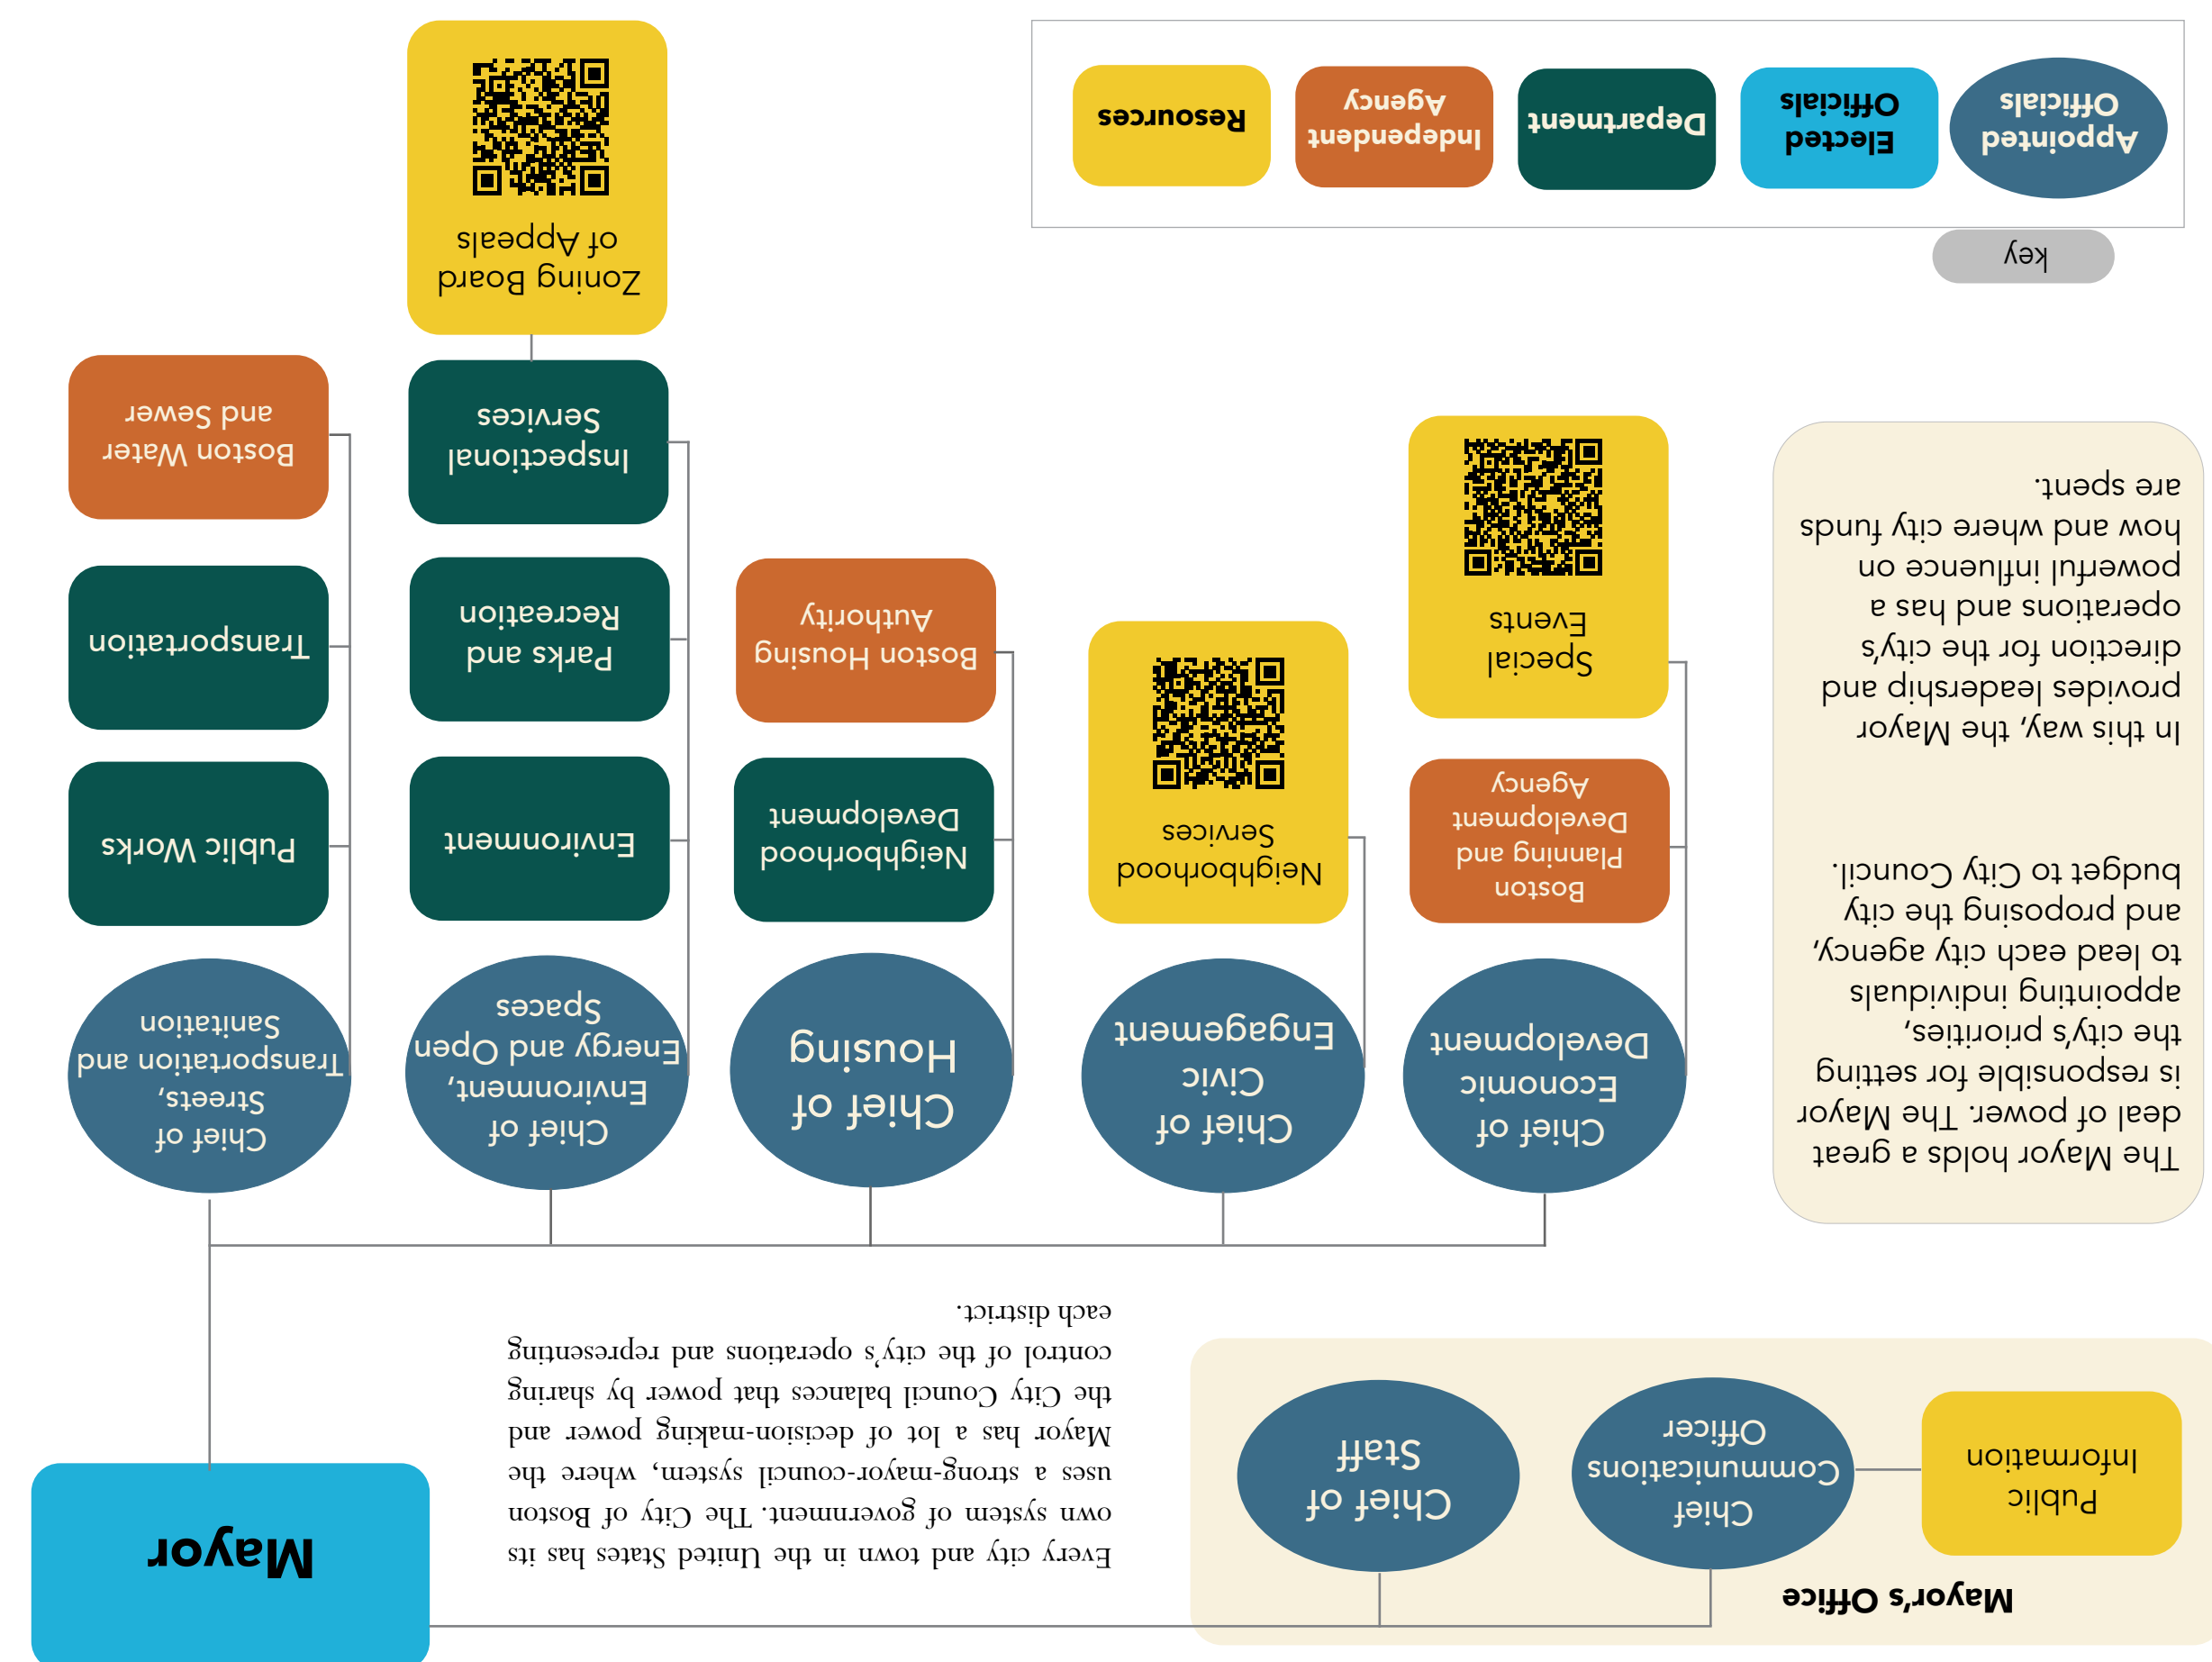 Mayor's Office
Public
Information
Chief
Communications
Officer
Chief of
Staff
Every city and town in the United States has its
own system of government. The City of Boston
uses a strong-mayor-council system, where the
Mayor has a lot of decision-making power and
the City Council balances that power by sharing
control of the city's operations and representing
each district.
Mayor
The Mayor holds a great
deal of power. The Mayor
is responsible for setting
the city's priorities,
appointing individuals
to lead each city agency,
and proposing the city
budget to City Council.
In this way, the Mayor
provides leadership and
direction for the city's
operations and has a
powerful influence on
how and where city funds
are spent.
Chief of
Economic
Development
Boston
Planning and
Development
Agency
Special
Events
Chief of
Civic
Engagement
Neighborhood
Services
Chief of
Housing
Neighborhood
Development
Boston Housing
Authority
Chief of
Environment,
Energy and Open
Spaces
Environment
Parks and
Recreation
Inspectional
Services
Zoning Board
of Appeals
Chief of
Streets,
Transportation and
Sanitation
Public Works
Transportation
Boston Water
and Sewer
key
Appointed
Officials
Elected
Officials
Department
Independent
Agency
Resources